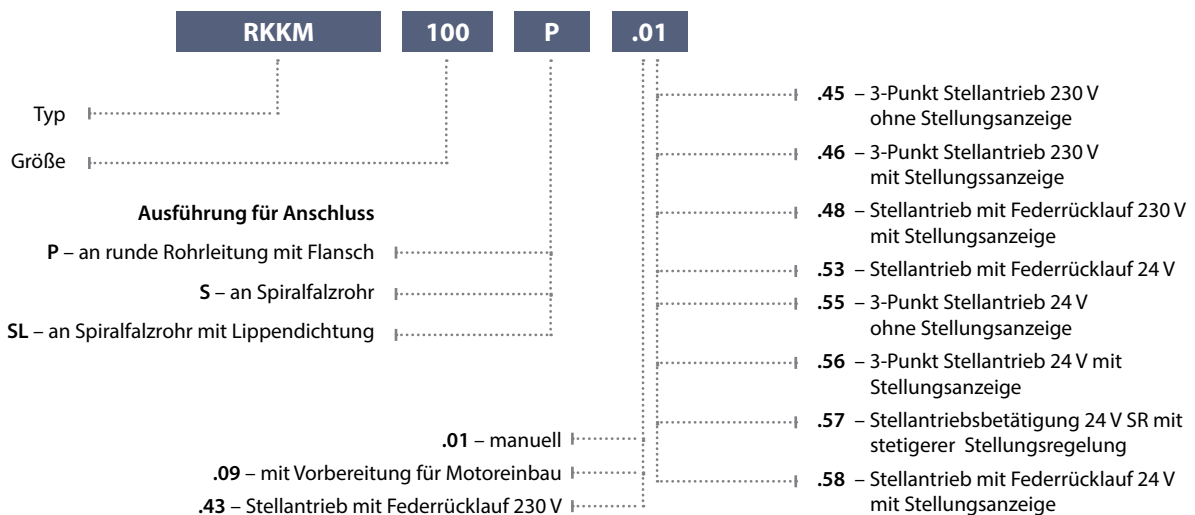 RKKM 100 P .01
Typ
Größe
Ausführung für Anschluss
P – an runde Rohrleitung mit Flansch
S – an Spiralfalzrohr
SL – an Spiralfalzrohr mit Lippendichtung
.01 – manuell
.09 – mit Vorbereitung für Motoreinbau
.43 – Stellantrieb mit Federrücklauf 230 V
.45 – 3-Punkt Stellantrieb 230 V
ohne Stellungsanzeige
.46 – 3-Punkt Stellantrieb 230 V
mit Stellungssanzeige
.48 – Stellantrieb mit Federrücklauf 230 V
mit Stellungsanzeige
.53 – Stellantrieb mit Federrücklauf 24 V
.55 – 3-Punkt Stellantrieb 24 V
ohne Stellungsanzeige
.56 – 3-Punkt Stellantrieb 24 V mit
Stellungsanzeige
.57 – Stellantriebsbetätigung 24 V SR mit
stetigerer Stellungsregelung
.58 – Stellantrieb mit Federrücklauf 24 V
mit Stellungsanzeige